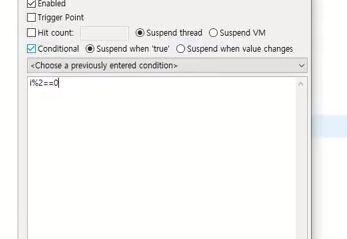 Enabled
Trigger Point
Hit count: Suspend thread Suspend VM
Conditional Suspend when 'true' Suspend when value changes
<Choose a previously entered condition>
i%2==0